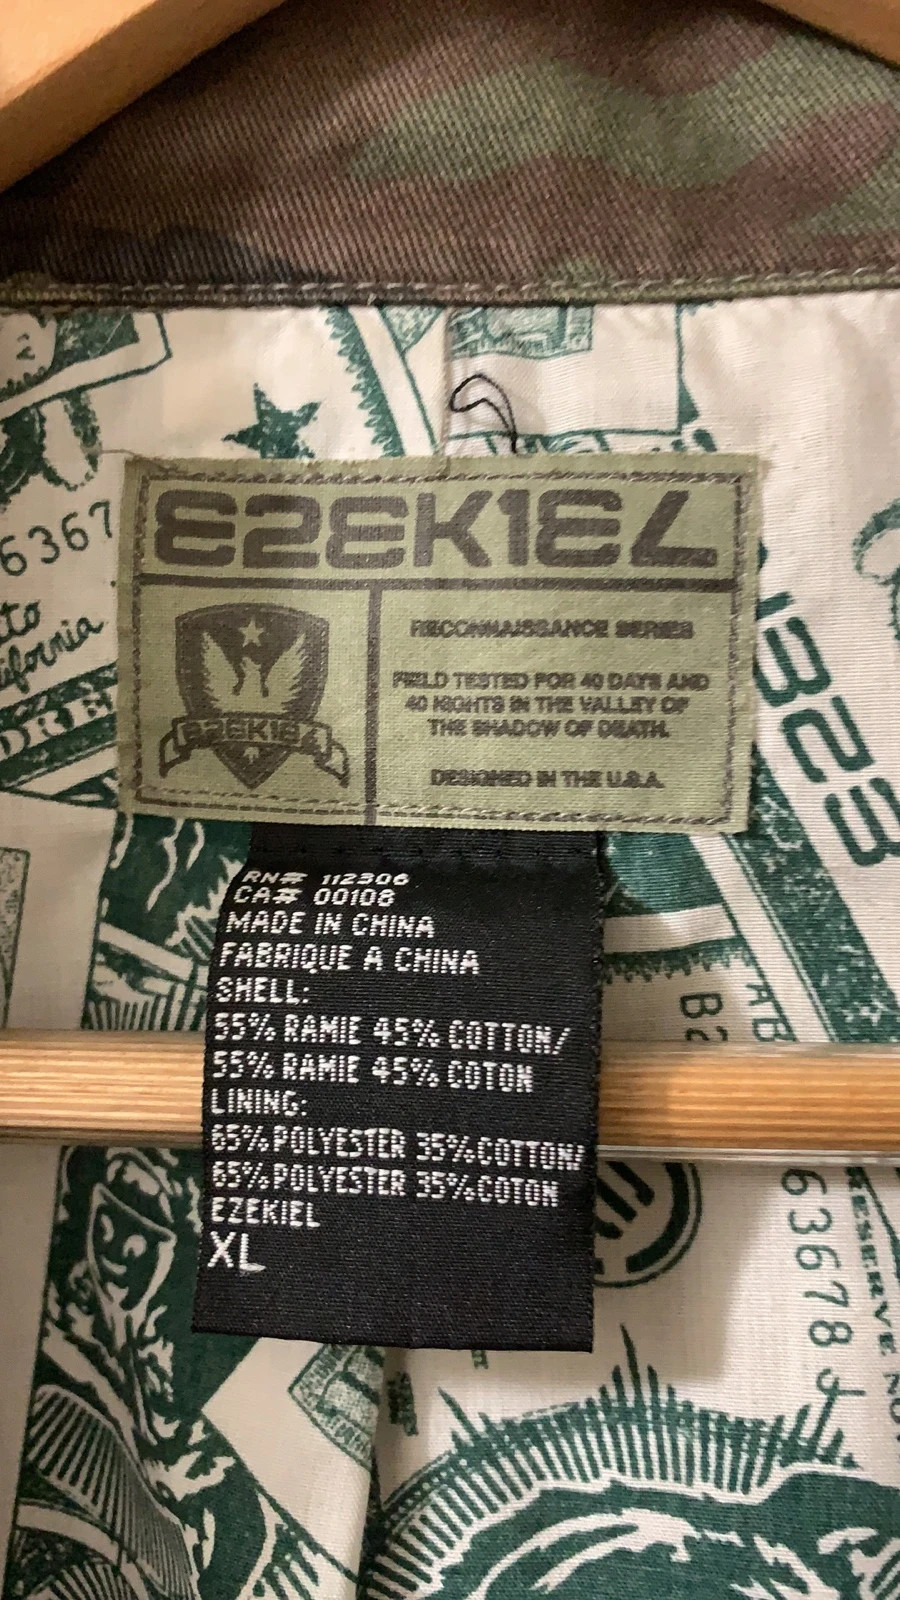 EZEKIEL
RECONNAISSANCE SERIES
FIELD TESTED FOR 40 DAYS AND
40 NIGHTS IN THE VALLEY OF
THE SHADOW OF DEATH.
DESIGNED IN THE U.S.A.
EZEKIEL
RN# 112306
CA# 00108
MADE IN CHINA
FABRIQUE A CHINA
SHELL:
55% RAMIE 45% COTTON/
55% RAMIE 45% COTON
LINING:
65% POLYESTER 35% COTTON/
65% POLYESTER 35% COTON
EZEKIEL
XL
6367
1323
63678